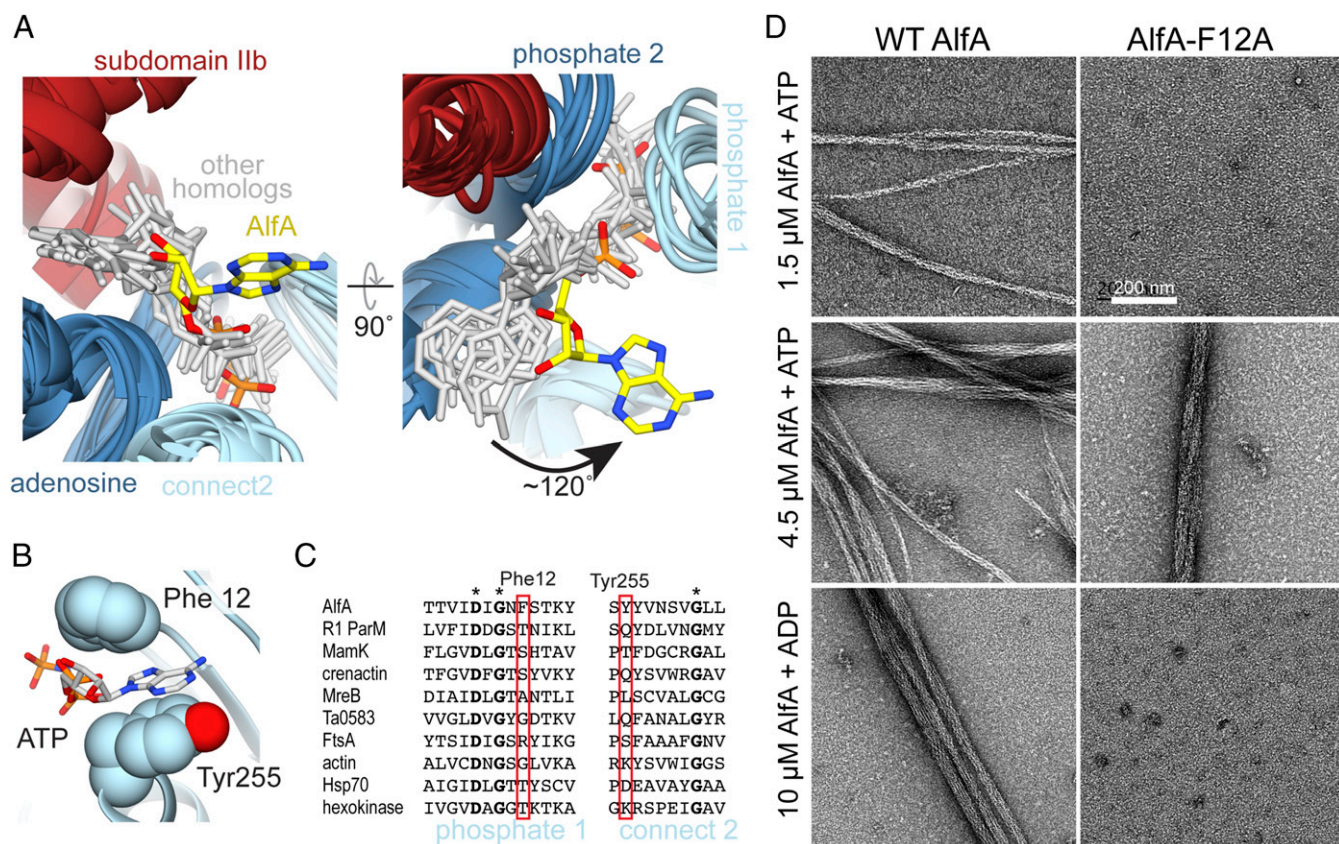 A
subdomain IIb
other
homologs
AlfA
adenosine
connect2
90°
phosphate 2
phosphate 1
~120°
B
Phe 12
ATP
Tyr255
C
Phe12 Tyr255
* * *
AlfA TTVIDIGNFSTKY SYYVNSVGLL
R1 ParM LVFIDDGSTNIKL SQYDLVNGMY
MamK FLGVDLGTSHTAV PTFDGCRGAL
crenactin TFGVDFGTSYVKY PQYSVWRGAV
MreB DIAIDLGTANTLI PLSCVALGCG
Ta0583 VVGLDVGYGDTKV LQFANALGYR
FtsA YTSIDIGSRYIKG PSFAAAFGNV
actin ALVCDNGSGLVKA RKYSVWIGGS
Hsp70 AIGIDLGTTYSCV PDEAVAYGAA
hexokinase IVGVDAGGTKTKA GKRSPEIGAV
phosphate 1 connect 2
D
WT AlfA AlfA-F12A
1.5 µM AlfA + ATP
200 nm
4.5 µM AlfA + ATP
10 µM AlfA + ADP